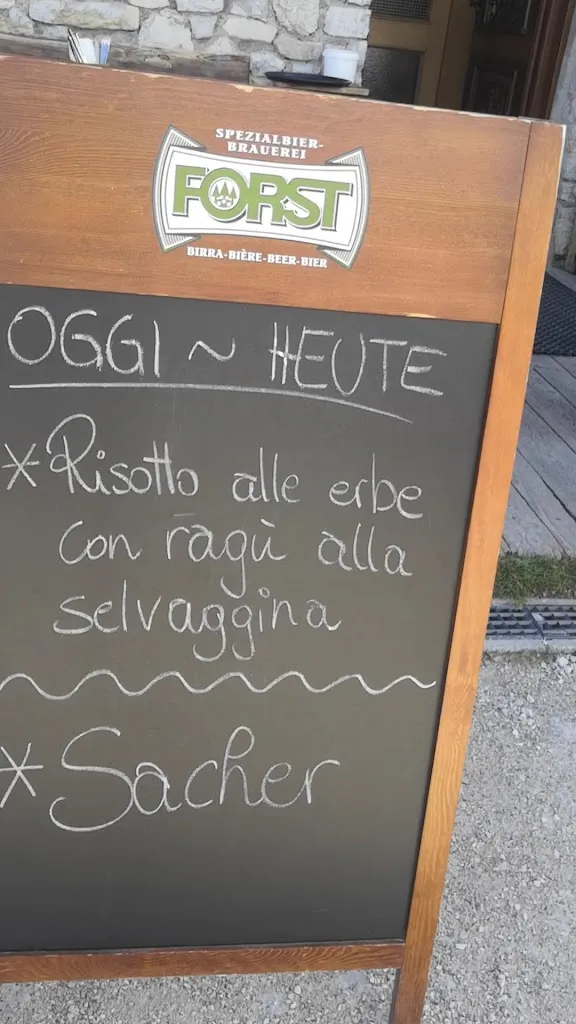 SPEZIALBIER-
BRAUEREI
FORST
BIRRA-BIÈRE-BEER-BIER
OGGI ~ HEUTE
* Risotto alle erbe
con ragù alla
selvaggina
* Sacher